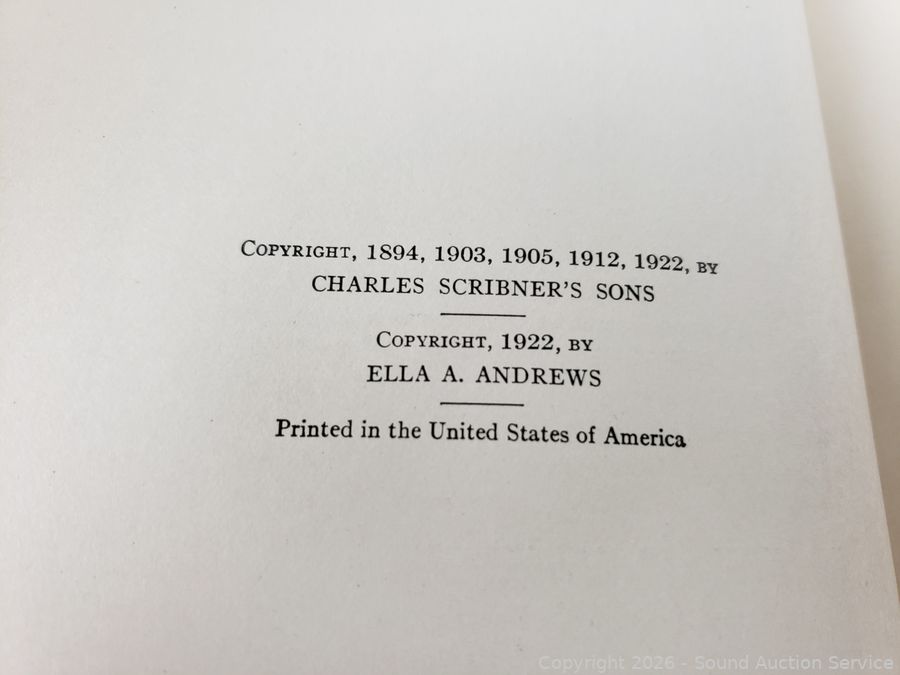 Copyright, 1894, 1903, 1905, 1912, 1922, by
CHARLES SCRIBNER'S SONS
Copyright, 1922, by
ELLA A. ANDREWS
Printed in the United States of America
Copyright 2026 - Sound Auction Service